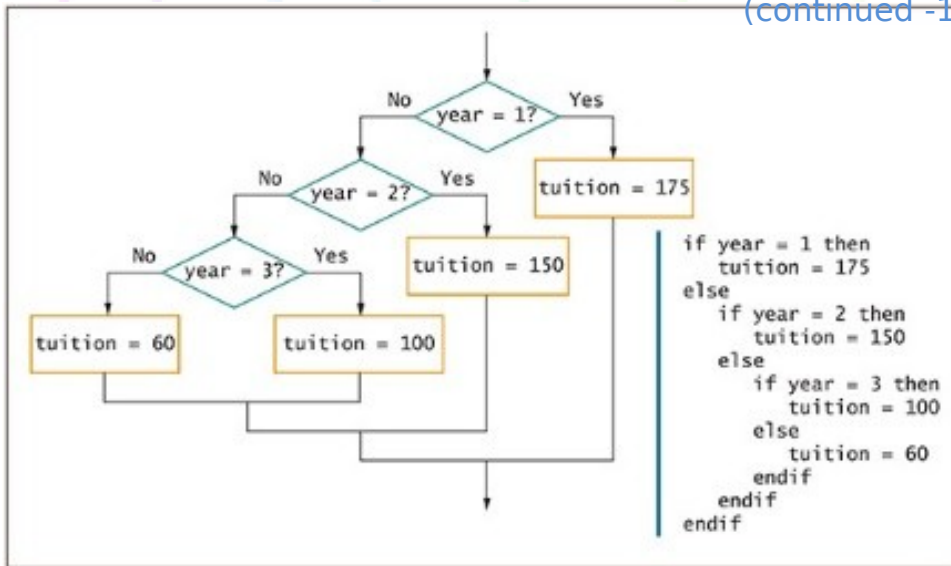 (continued -1
No
year = 1?
Yes
No
year = 2?
Yes
tuition = 175
No
year = 3?
Yes
tuition = 150
tuition = 60
tuition = 100
if year = 1 then
tuition = 175
else
if year = 2 then
tuition = 150
else
if year = 3 then
tuition = 100
else
tuition = 60
endif
endif
endif